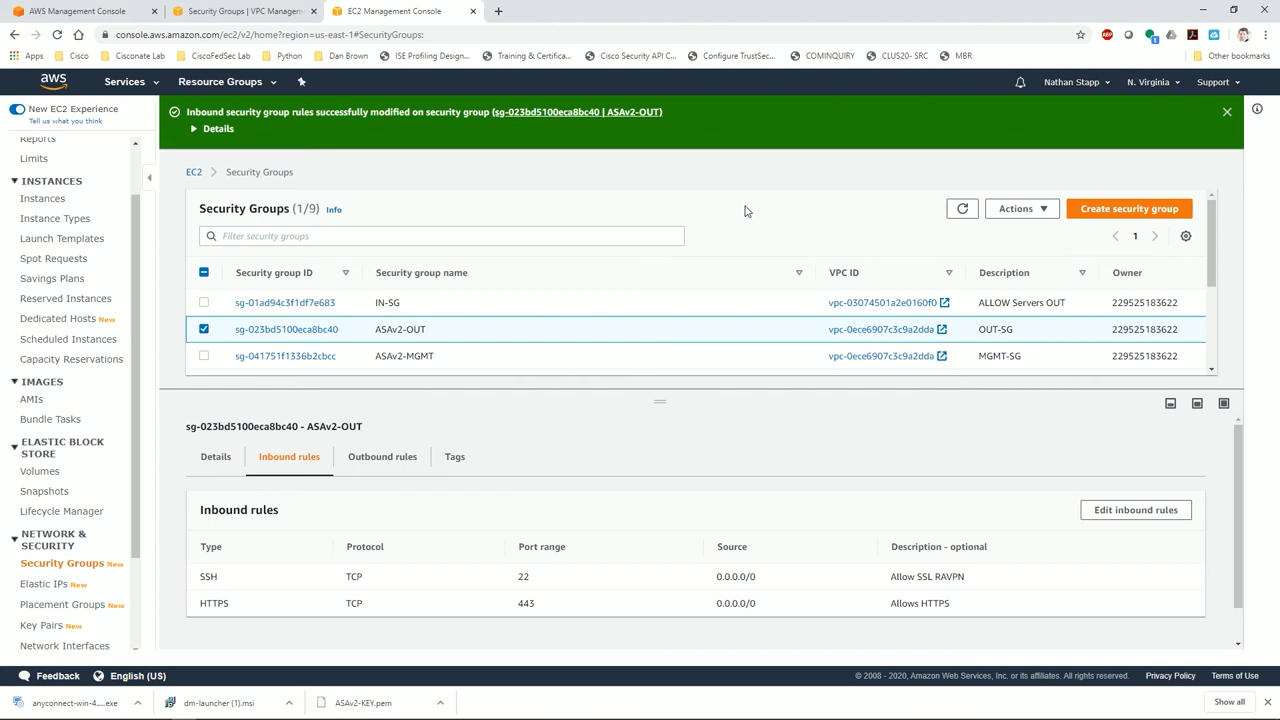 AWS Management Console
Security Groups | VPC Managem
EC2 Management Console
console.aws.amazon.com/ec2/v2/home?region=us-east-1#SecurityGroups:
Apps Cisco CiscoFedSec Group Python Dan Brown ISE Profiling Desig... Training & Certifica... Cisco Security API C... Configure TrustSec... COMINQUIRY CLUS20- SRC MBR Other bookmarks
aws Services Resource Groups Nathan Stapp N. Virginia Support
New EC2 Experience
Tell us what you think
Reports
Limits
INSTANCES
Instances
Instance Types
Launch Templates
Spot Requests
Savings Plans
Reserved Instances
Dedicated Hosts New
Scheduled Instances
Capacity Reservations
IMAGES
AMIs
Bundle Tasks
ELASTIC BLOCK
STORE
Volumes
Snapshots
Lifecycle Manager
NETWORK &
SECURITY
Security Groups New
Elastic IPs New
Placement Groups New
Key Pairs New
Network Interfaces
Inbound security group rules successfully modified on security group (sg-023bd5100eca8bc40 | ASAv2-OUT)
Details
EC2 Security Groups
Security Groups (1/9) Info Actions Create security group
Filter security groups 1
Security group ID Security group name VPC ID Description Owner
sg-01ad94c3f1df7e683 IN-SG vpc-03074501a2e0160f0 ALLOW Servers OUT 229525183622
sg-023bd5100eca8bc40 ASAv2-OUT vpc-0ece6907c3c9a2dda OUT-SG 229525183622
sg-041751f1336b2cbcc ASAv2-MGMT vpc-0ece6907c3c9a2dda MGMT-SG 229525183622
sg-023bd5100eca8bc40 - ASAv2-OUT
Details Inbound rules Outbound rules Tags
Inbound rules Edit inbound rules
Type Protocol Port range Source Description - optional
SSH TCP 22 0.0.0.0/0 Allow SSL RAVPN
HTTPS TCP 443 0.0.0.0/0 Allows HTTPS
Feedback English (US) © 2008 - 2020, Amazon Web Services, Inc. or its affiliates. All rights reserved. Privacy Policy Terms of Use
anyconnect-win-4....exe dm-launcher (1).msi ASAv2-KEY.pem Show all